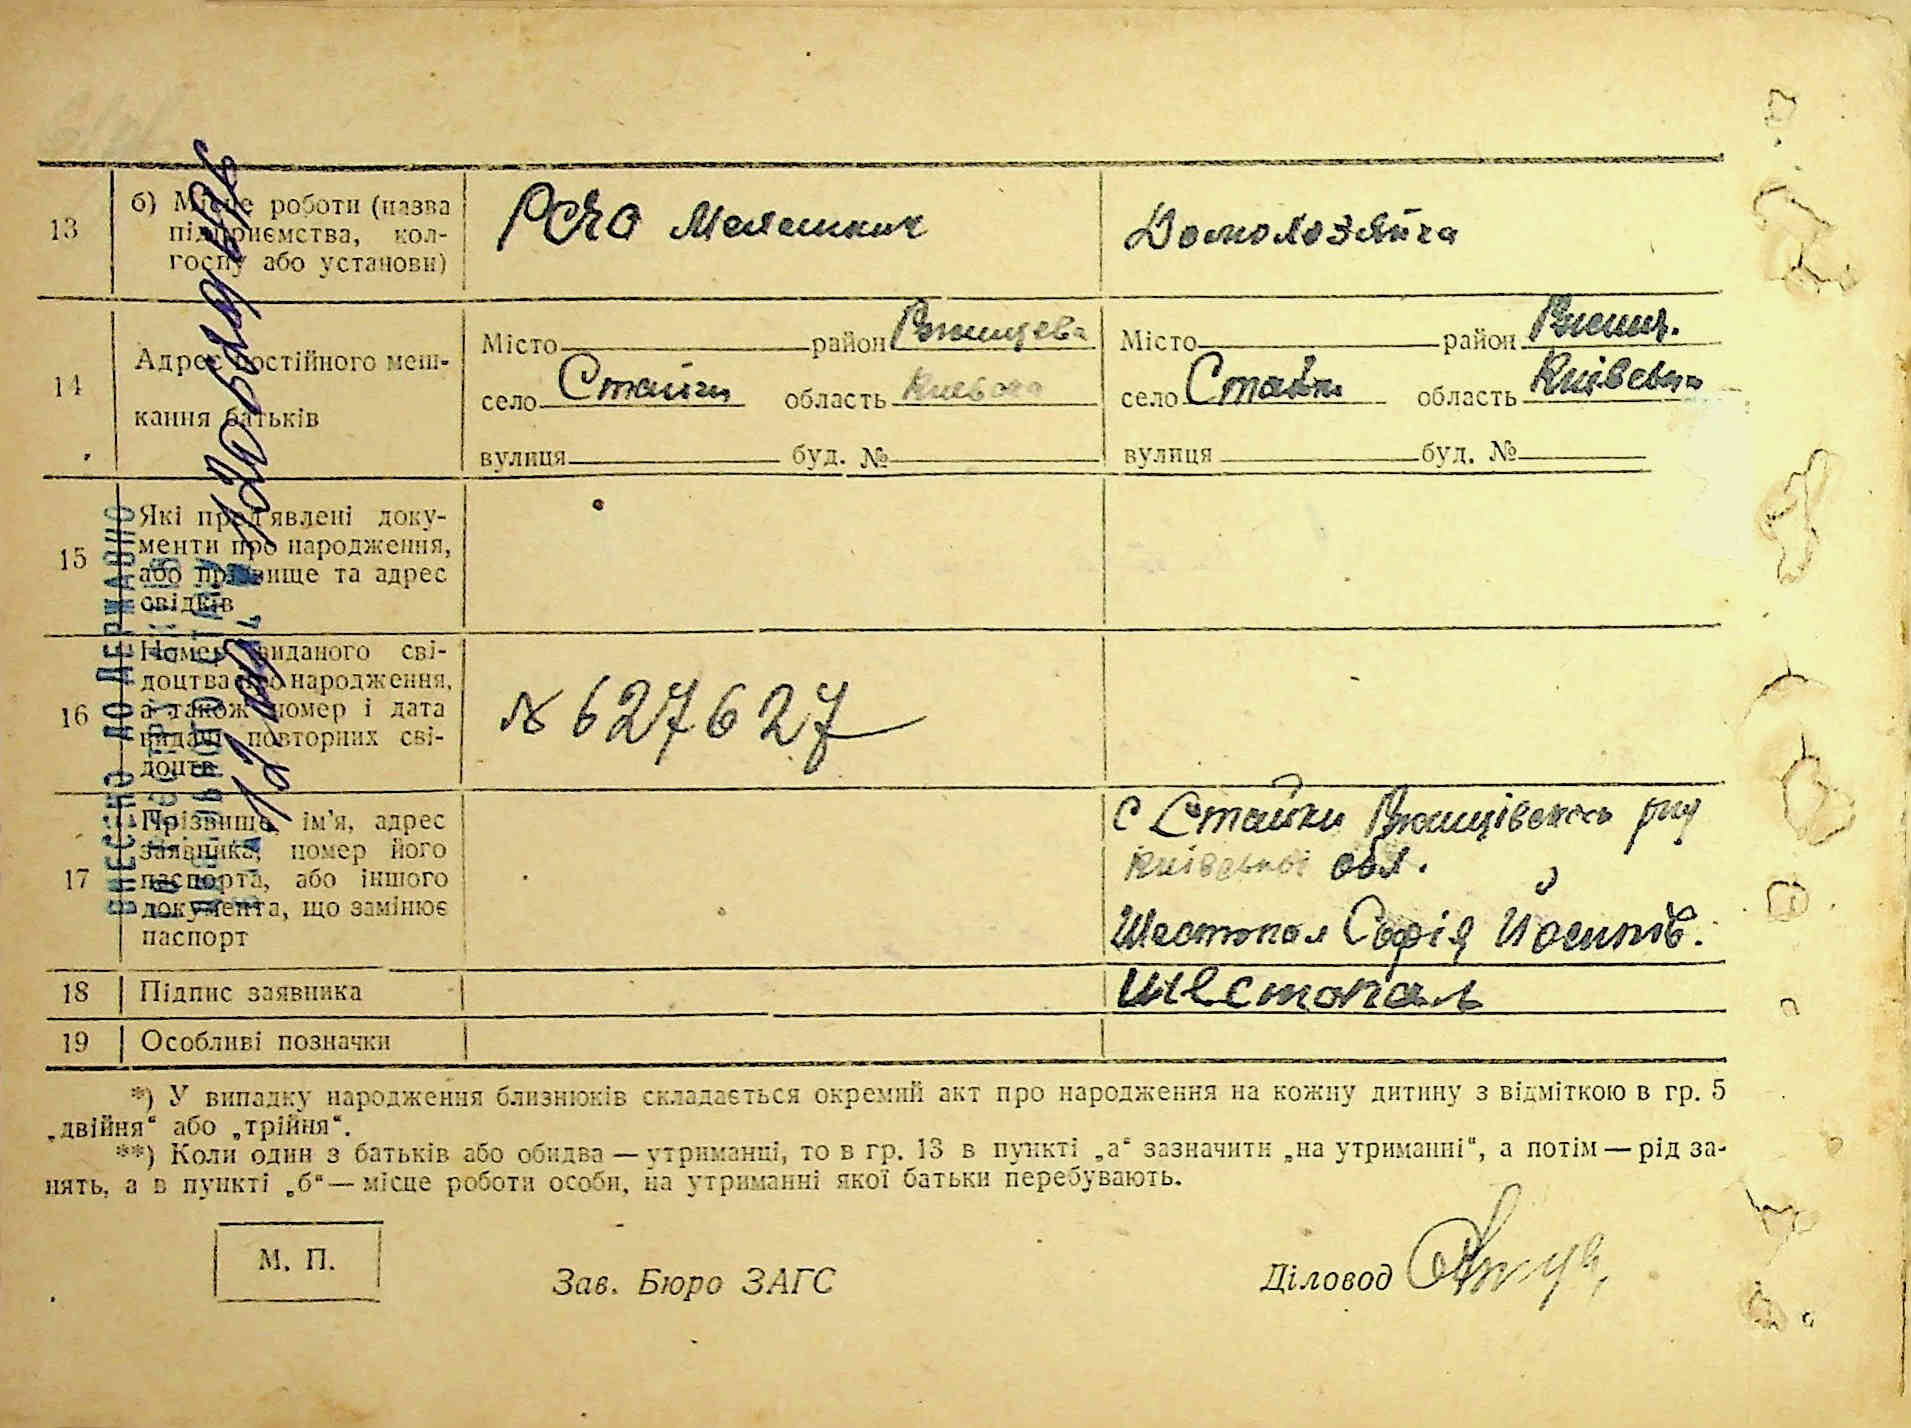 13 б) Місце роботи (назва
підприємства, кол-
госпу або установи)
Домохозяйка
14 Адрес постійного меш-
кання батьків
Місто район
село Стайки область Київська
вулиця буд. №
Місто район Ржищ.
село Стайки область Київська
вулиця буд. №
15 Які пред'явлені доку-
менти про народження,
або прізвище та адрес
свідків
16 Номер виданого сві-
доцтва про народження,
а також номер і дата
видачі повторних сві-
доцтв
№ 627627
17 Прізвище, ім'я, адрес
заявника, номер його
паспорта, або іншого
документа, що замінює
паспорт
с Стайки Ржищівського
Київської обл.
Шестопал Софія Йосипів.
18 Підпис заявника
Шестопаль
19 Особливі позначки
ВНЕСЕНО ДО ДЕРЖАВНОГО
*) У випадку народження близнюків складається окремий акт про народження на кожну дитину з відміткою в гр. 5
„двійня“ або „трійня“.
**) Коли один з батьків або обидва — утриманці, то в гр. 13 в пункті „а“ зазначити „на утриманні“, а потім — рід за-
нять, а в пункті „б“ — місце роботи особи, на утриманні якої батьки перебувають.
М. П.
Зав. Бюро ЗАГС
Діловод